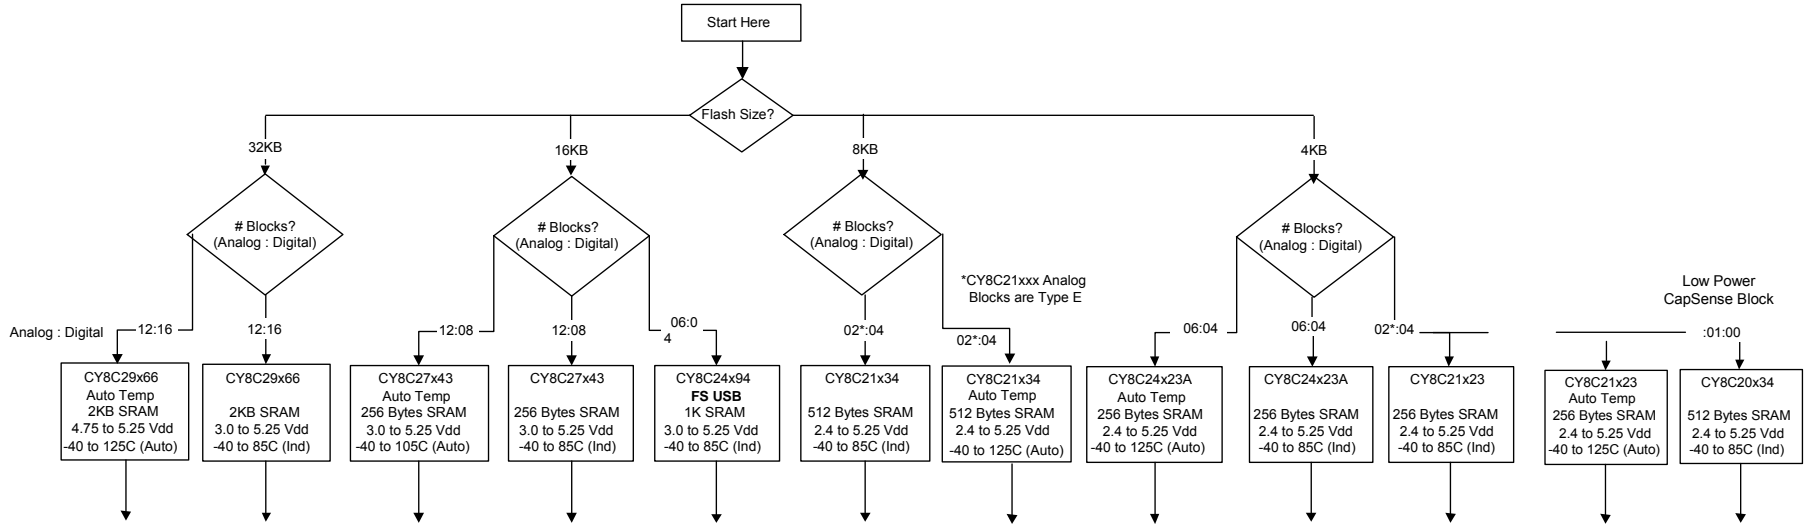 Start Here
Flash Size?
32KB
16KB
8KB
4KB
# Blocks?
(Analog : Digital)
# Blocks?
(Analog : Digital)
# Blocks?
(Analog : Digital)
# Blocks?
(Analog : Digital)
*CY8C21xxx Analog
Blocks are Type E
Low Power
CapSense Block
Analog : Digital
12:16
12:16
12:08
12:08
06:0
4
02*:04
02*:04
06:04
06:04
02*:04
:01:00
CY8C29x66
Auto Temp
2KB SRAM
4.75 to 5.25 Vdd
-40 to 125C (Auto)
CY8C29x66
2KB SRAM
3.0 to 5.25 Vdd
-40 to 85C (Ind)
CY8C27x43
Auto Temp
256 Bytes SRAM
3.0 to 5.25 Vdd
-40 to 105C (Auto)
CY8C27x43
256 Bytes SRAM
3.0 to 5.25 Vdd
-40 to 85C (Ind)
CY8C24x94
FS USB
1K SRAM
3.0 to 5.25 Vdd
-40 to 85C (Ind)
CY8C21x34
512 Bytes SRAM
2.4 to 5.25 Vdd
-40 to 85C (Ind)
CY8C21x34
Auto Temp
512 Bytes SRAM
2.4 to 5.25 Vdd
-40 to 125C (Auto)
CY8C24x23A
Auto Temp
256 Bytes SRAM
2.4 to 5.25 Vdd
-40 to 125C (Auto)
CY8C24x23A
256 Bytes SRAM
2.4 to 5.25 Vdd
-40 to 85C (Ind)
CY8C21x23
256 Bytes SRAM
2.4 to 5.25 Vdd
-40 to 85C (Ind)
CY8C21x23
Auto Temp
256 Bytes SRAM
2.4 to 5.25 Vdd
-40 to 125C (Auto)
CY8C20x34
512 Bytes SRAM
2.4 to 5.25 Vdd
-40 to 85C (Ind)